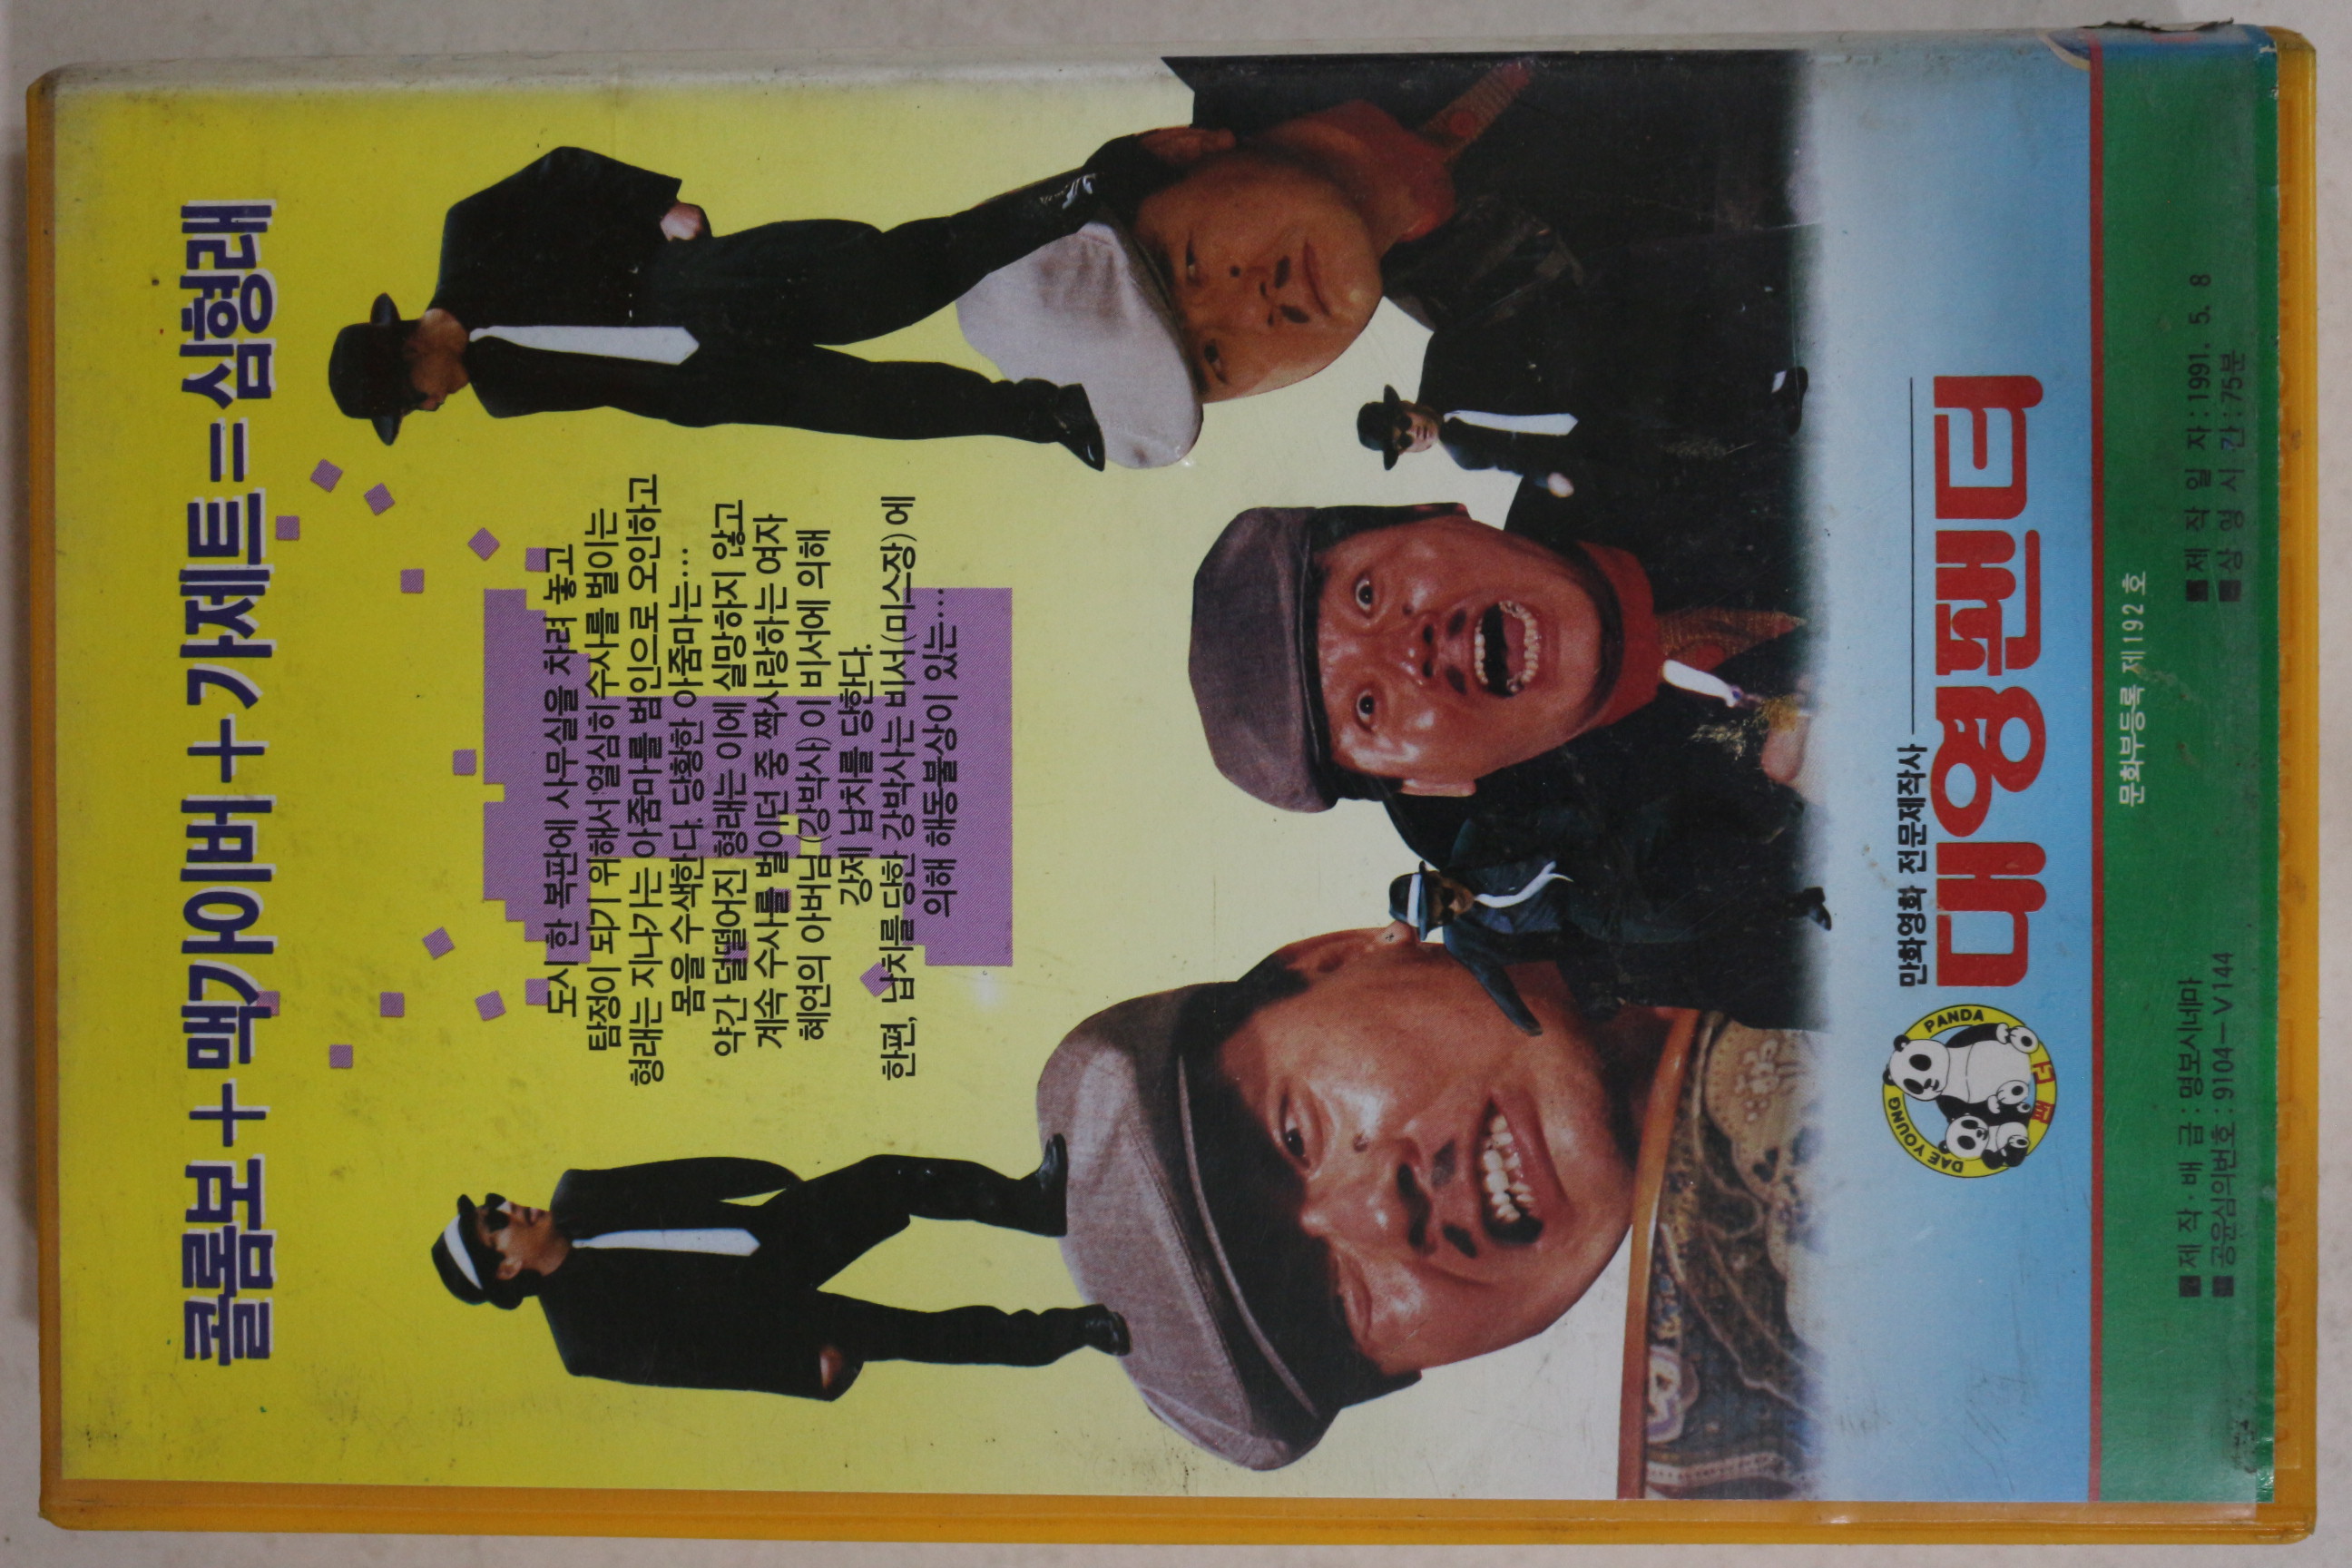 콜롬보+맥가이버+가제트=심형래
도시 한 복판에 사무실을 차려 놓고
탐정이 되기 위해서 열심히 수사를 벌이는
형래는 지나가는 아줌마를 범인으로 오인하고
몸을 수색한다. 당황한 아줌마는…
약간 덜떨어진 형래는 이에 실망하지 않고
계속 수사를 벌이던 중 짝사랑하는 여자
혜연의 아버님(강박사)이 비서에 의해
강제 납치를 당한다.
한편, 납치를 당한 강박사는 비서(미스장)에
의해 해동불상이 있는…
만화영화 전문제작사
대영팬더
DAE YOUNG PANDA
팬더
문화부등록 제192호
■제작·배급:명보시네마
■공윤심의번호:9104-V144
■제작일자:1991. 5. 8
■상영시간:75분